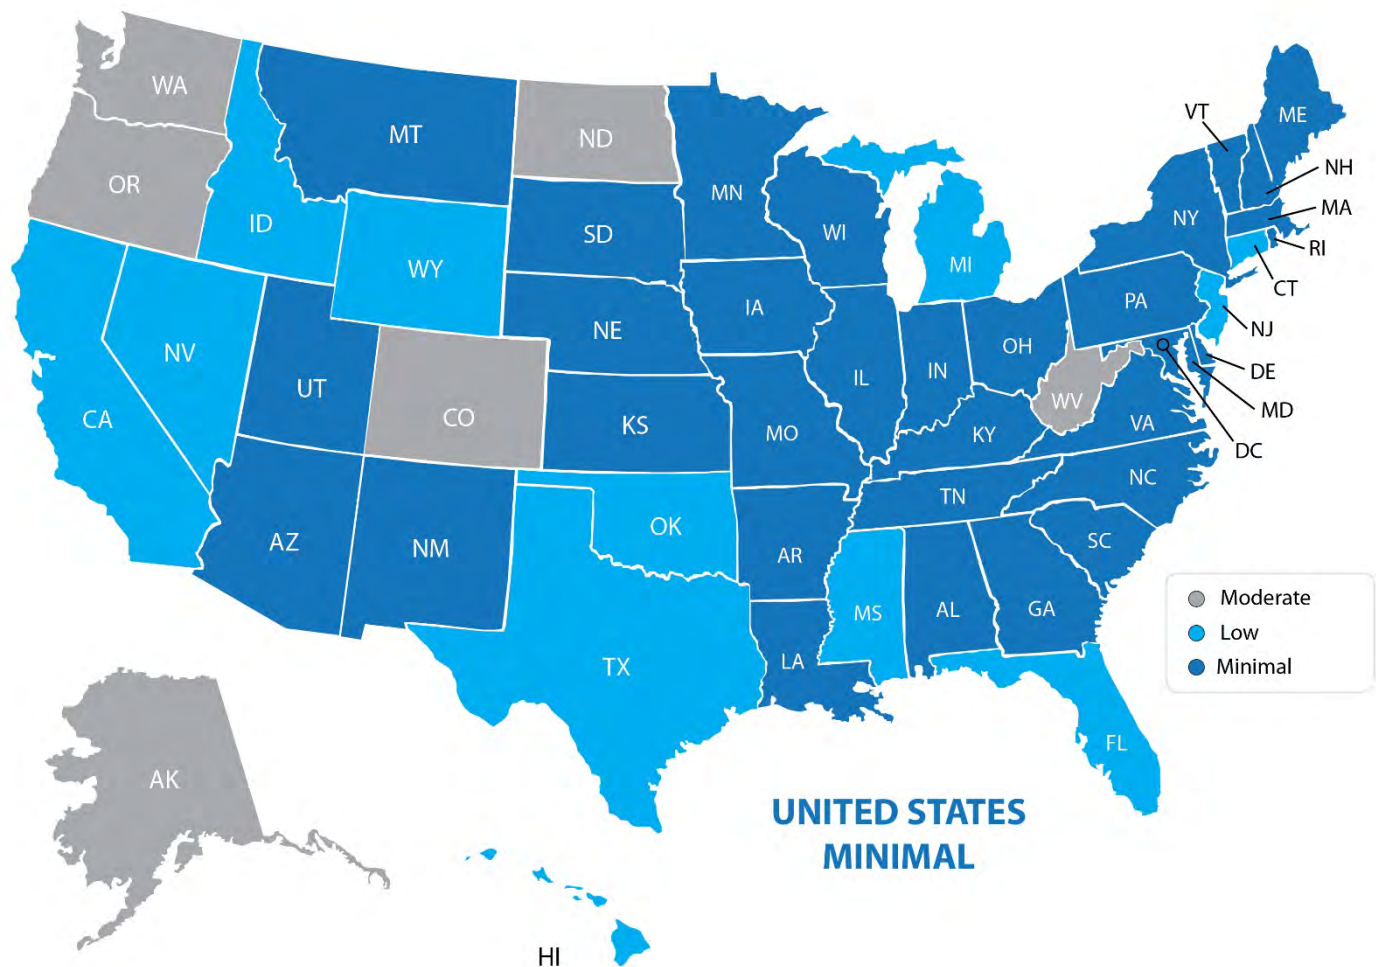 WA
MT
ND
VT
ME
OR
MN
NH
ID
SD
WI
NY
MA
WY
MI
RI
IA
PA
CT
NE
NJ
NV
OH
UT
IL
IN
DE
CA
CO
KS
MO
KY
WV
VA
MD
DC
TN
NC
AZ
NM
OK
AR
SC
MS
AL
GA
Moderate
Low
Minimal
TX
LA
FL
AK
UNITED STATES
MINIMAL
HI